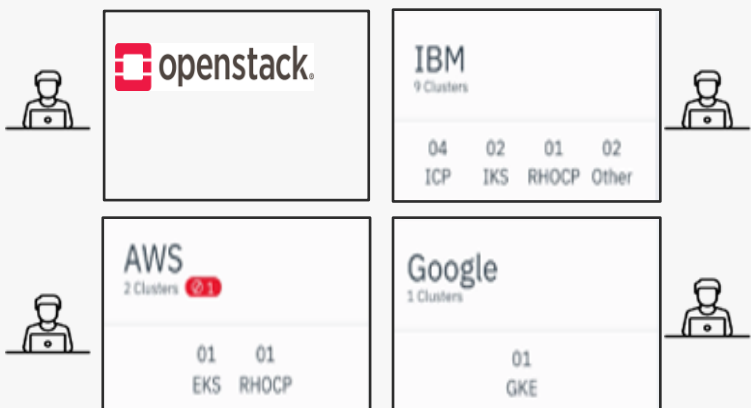 openstack.
IBM
9 Clusters
04 02 01 02
ICP IKS RHOCP Other
AWS
2 Clusters 1
01 01
EKS RHOCP
Google
1 Clusters
01
GKE